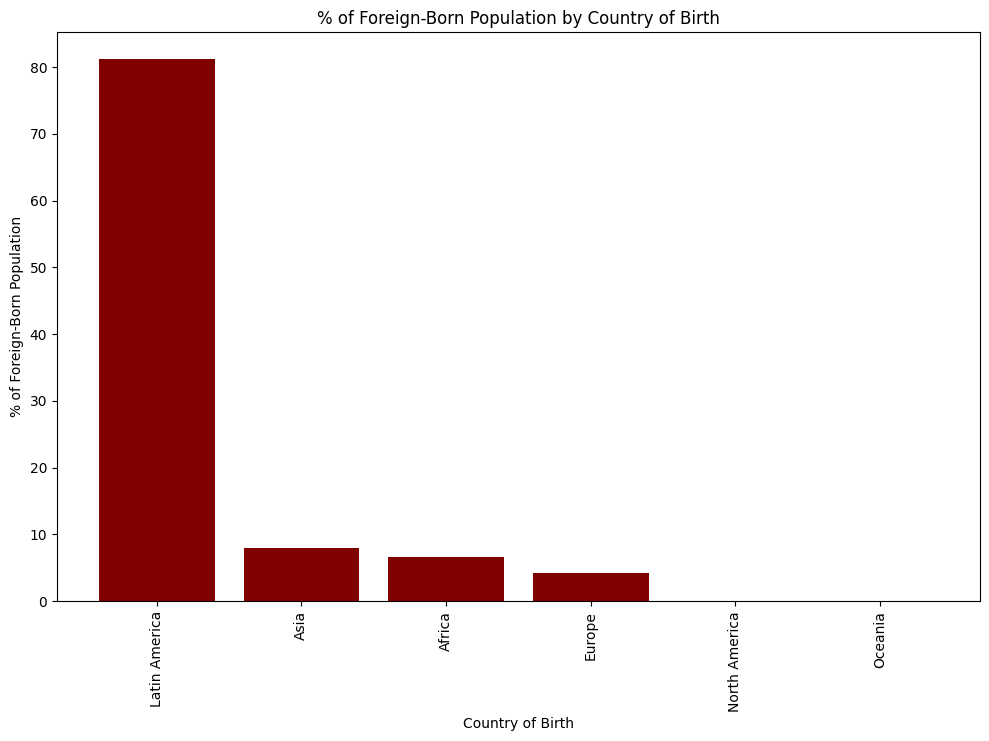 % of Foreign-Born Population by Country of Birth
% of Foreign-Born Population
80
70
60
50
40
30
20
10
0
Latin America
Asia
Africa
Europe
North America
Oceania
Country of Birth